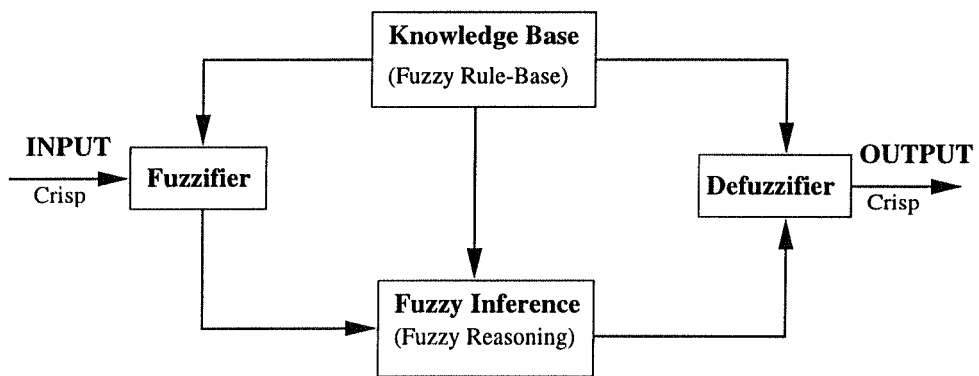 Knowledge Base
(Fuzzy Rule-Base)
INPUT
Crisp
Fuzzifier
Defuzzifier
OUTPUT
Crisp
Fuzzy Inference
(Fuzzy Reasoning)